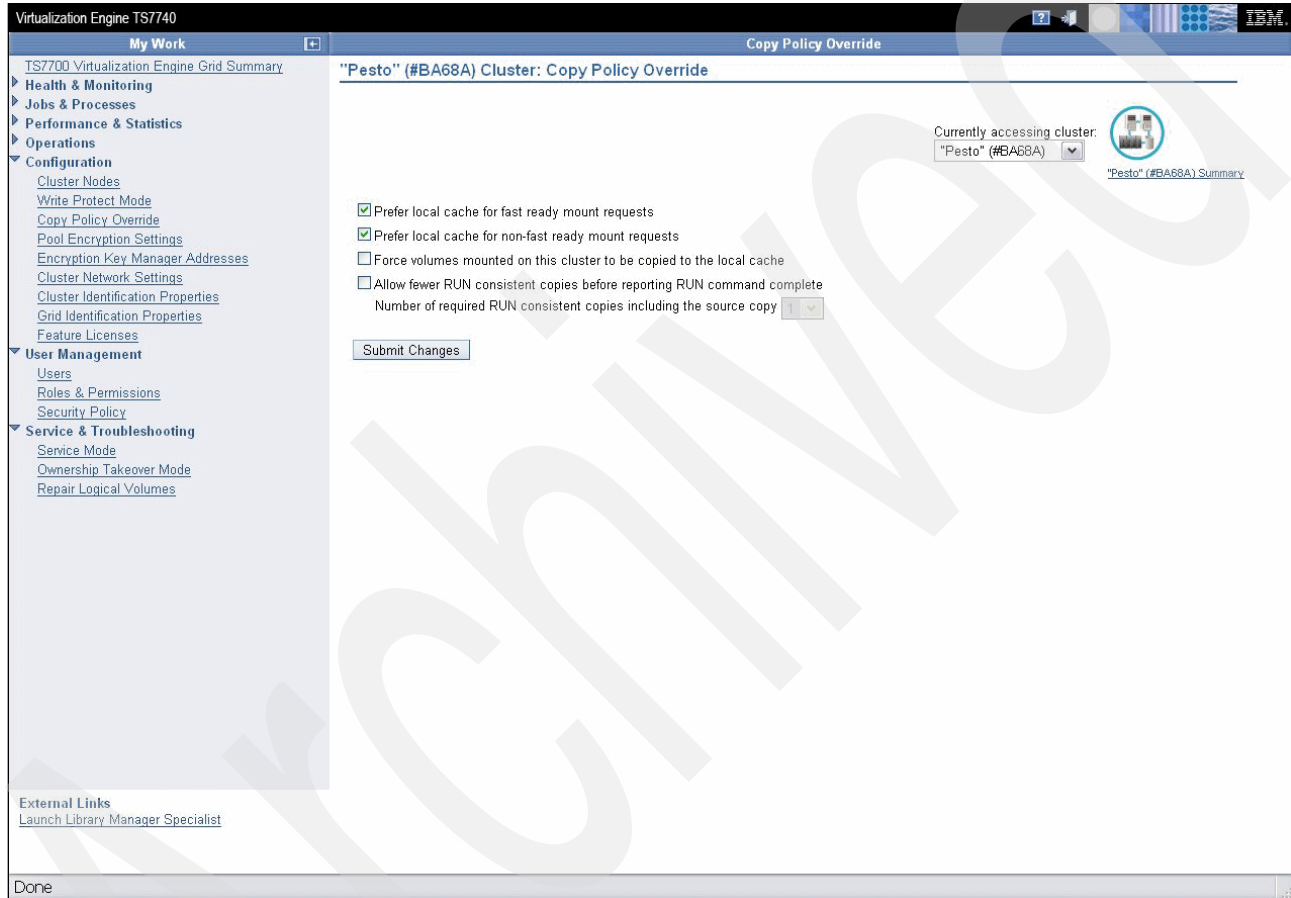 Virtualization Engine TS7740
? IBM.
My Work
Copy Policy Override
TS7700 Virtualization Engine Grid Summary
Health & Monitoring
Jobs & Processes
Performance & Statistics
Operations
Configuration
Cluster Nodes
Write Protect Mode
Copy Policy Override
Pool Encryption Settings
Encryption Key Manager Addresses
Cluster Network Settings
Cluster Identification Properties
Grid Identification Properties
Feature Licenses
User Management
Users
Roles & Permissions
Security Policy
Service & Troubleshooting
Service Mode
Ownership Takeover Mode
Repair Logical Volumes
External Links
Launch Library Manager Specialist
"Pesto" (#BA68A) Cluster: Copy Policy Override
Currently accessing cluster:
"Pesto" (#BA68A)
"Pesto" (#BA68A) Summary
Prefer local cache for fast ready mount requests
Prefer local cache for non-fast ready mount requests
Force volumes mounted on this cluster to be copied to the local cache
Allow fewer RUN consistent copies before reporting RUN command complete
Number of required RUN consistent copies including the source copy 1
Submit Changes
Done
Archived